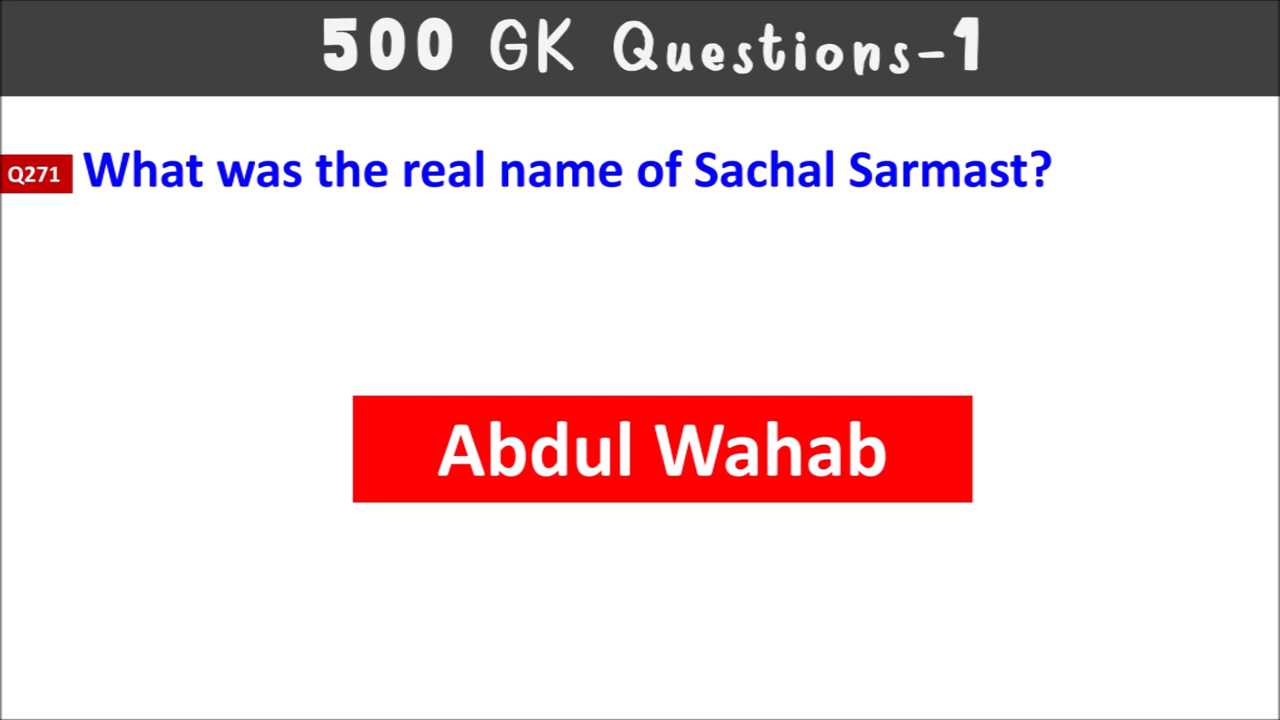 500 GK Questions-1
Q271 What was the real name of Sachal Sarmast?
Abdul Wahab